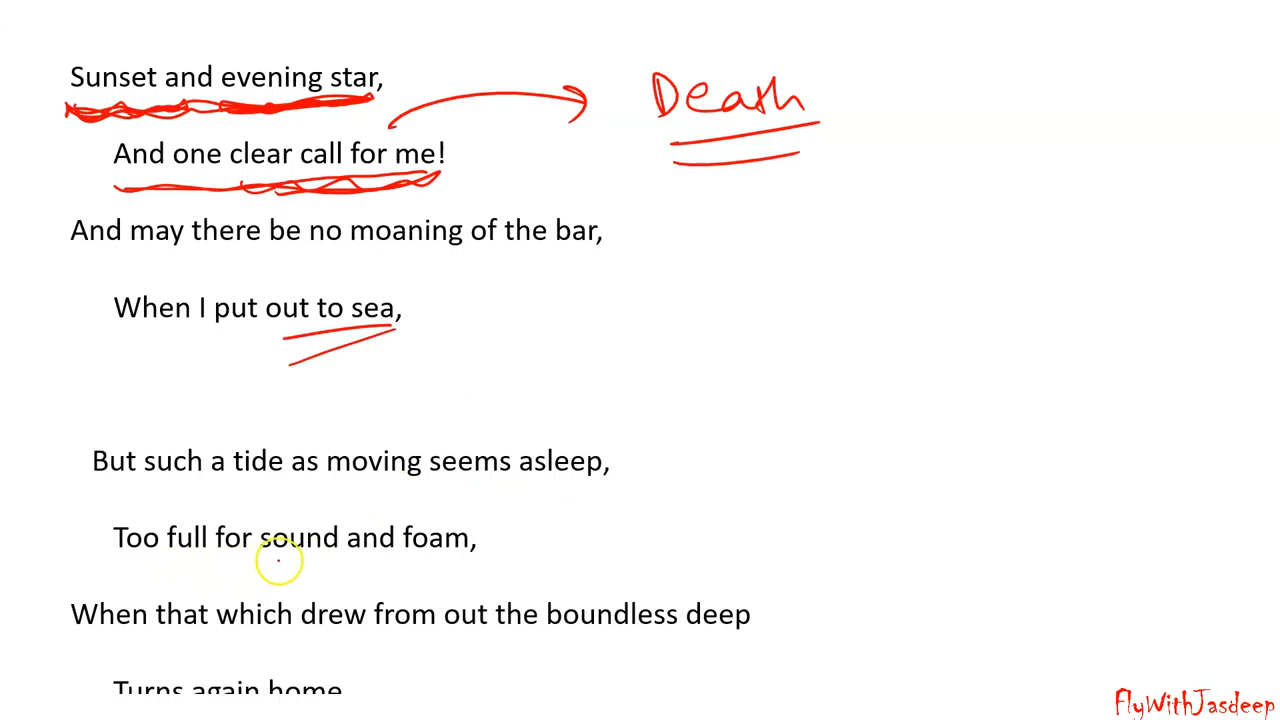 Sunset and evening star,
Death
And one clear call for me!
And may there be no moaning of the bar,
When I put out to sea,
But such a tide as moving seems asleep,
Too full for sound and foam,
When that which drew from out the boundless deep
Turns again home
FlyWithJasdeep